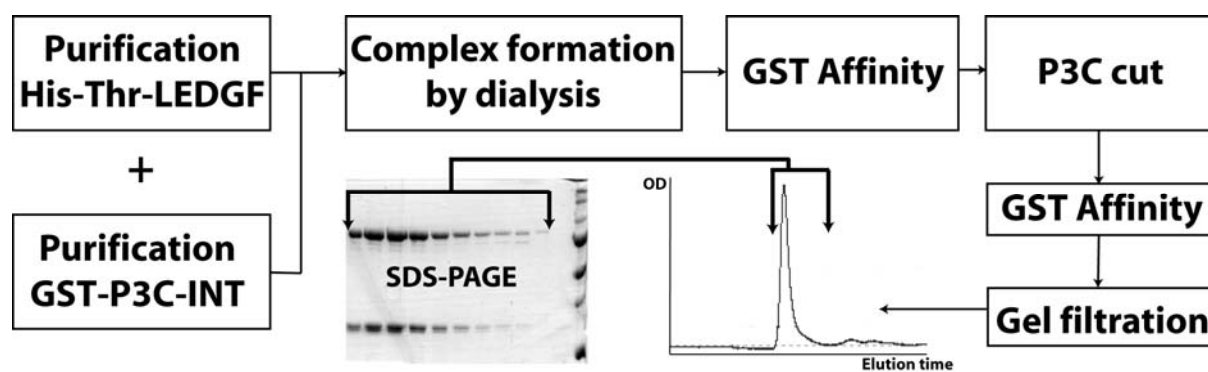 Purification
His-Thr-LEDGF
+
Purification
GST-P3C-INT
Complex formation
by dialysis
GST Affinity
P3C cut
GST Affinity
Gel filtration
OD
Elution time
SDS-PAGE